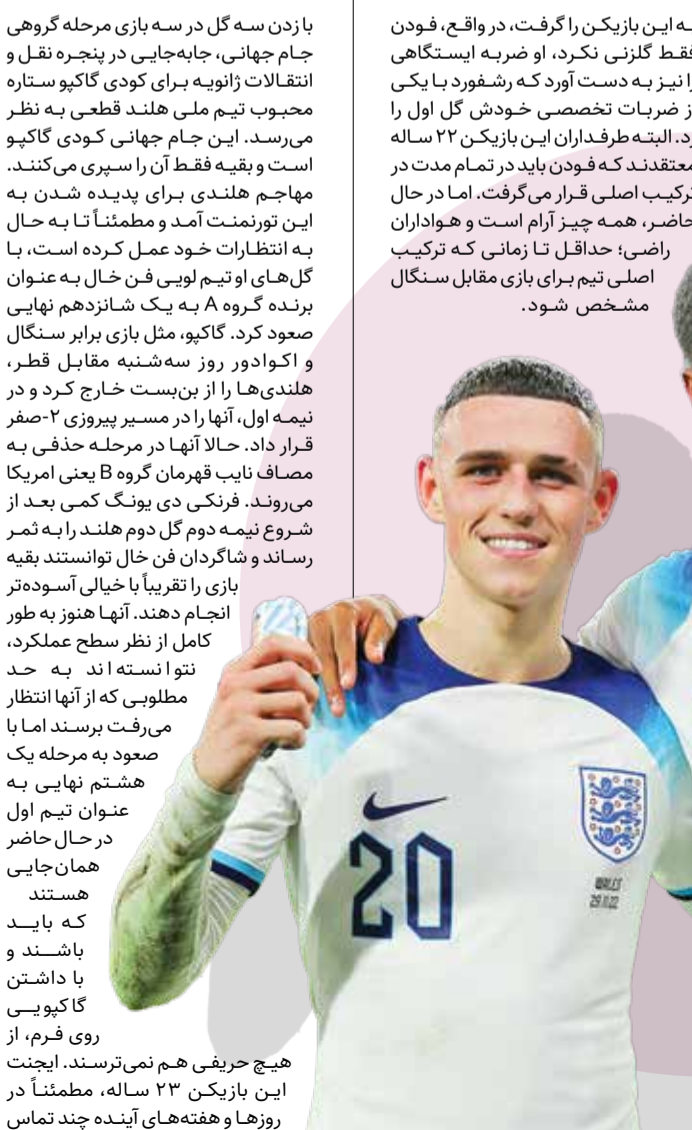 ـه این بازیکن را گرفت، در واقع، فودن
فقط گلزنی نکرد، او ضربه ایستگاهی
را نیز به دست آورد که رشفورد با یکی
ز ضربات تخصصی خودش گل اول را
د. البته طرفداران این بازیکن ۲۲ ساله
معتقدند که فودن باید در تمام مدت در
ترکیب اصلی قرار می‌گرفت. اما در حال
حاضر، همه چیز آرام است و هواداران
راضی؛ حداقل تا زمانی که ترکیب
اصلی تیم برای بازی مقابل سنگال
مشخص شود.
با زدن سه گل در سه بازی مرحله گروهی
جام جهانی، جابه‌جایی در پنجره نقل و
انتقالات ژانویه برای کودی گاکپو ستاره
محبوب تیم ملی هلند قطعی به نظر
می‌رسد. این جام جهانی کودی گاکپو
است و بقیه فقط آن را سپری می‌کنند.
مهاجم هلندی برای پدیده شدن به
این تورنمنت آمد و مطمئناً تا به حال
به انتظارات خود عمل کرده است، با
گل‌های او تیم لویی فن خال به عنوان
برنده گروه A به یک شانزدهم نهایی
صعود کرد. گاکپو، مثل بازی برابر سنگال
و اکوادور روز سه‌شنبه مقابل قطر،
هلندی‌ها را از بن‌بست خارج کرد و در
نیمه اول، آنها را در مسیر پیروزی ۲-صفر
قرار داد. حالا آنها در مرحله حذفی به
مصاف نایب قهرمان گروه B یعنی امریکا
می‌روند. فرنکی دی یونگ کمی بعد از
شروع نیمه دوم گل دوم هلند را به ثمر
رساند و شاگردان فن خال توانستند بقیه
بازی را تقریباً با خیالی آسوده‌تر
انجام دهند. آنها هنوز به طور
کامل از نظر سطح عملکرد،
نتوانسته‌اند به حد
مطلوبی که از آنها انتظار
می‌رفت برسند اما با
صعود به مرحله یک
هشتم نهایی به
عنوان تیم اول
در حال حاضر
همان‌جایی
هستند
که باید
باشند و
با داشتن
گاکپویی
روی فرم، از
هیچ حریفی هم نمی‌ترسند. ایجنت
این بازیکن ۲۳ ساله، مطمئناً در
روزها و هفته‌های آینده چند تماس
20
WALES
29.11.22